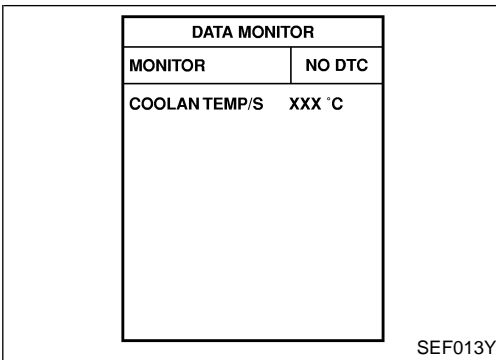 DATA MONITOR
MONITOR NO DTC
COOLAN TEMP/S XXX °C
SEF013Y